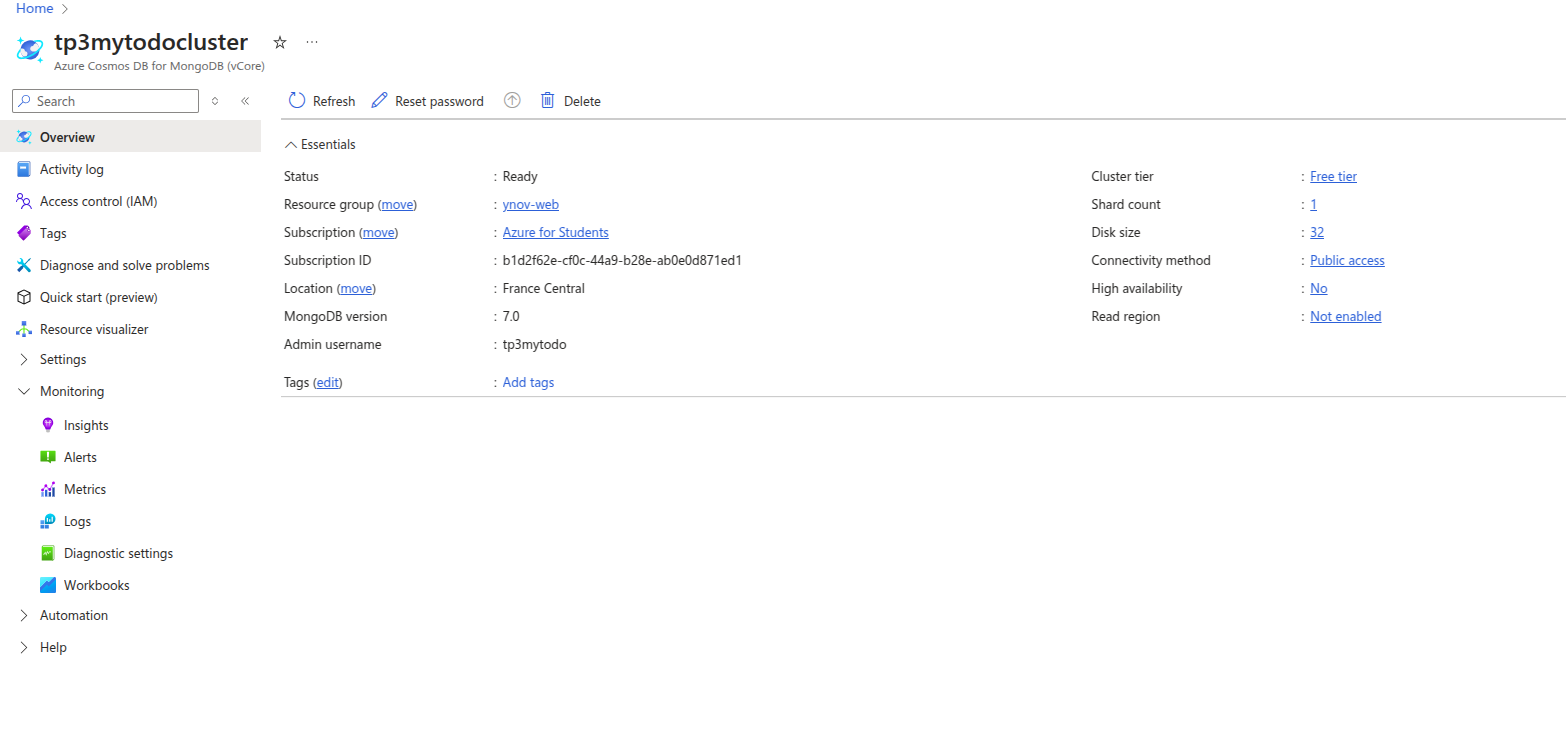 Home
tp3mytodocluster
Azure Cosmos DB for MongoDB (vCore)
Search
Refresh Reset password Delete
Overview
Activity log
Access control (IAM)
Tags
Diagnose and solve problems
Quick start (preview)
Resource visualizer
Settings
Monitoring
Insights
Alerts
Metrics
Logs
Diagnostic settings
Workbooks
Automation
Help
Essentials
Status : Ready
Resource group (move) : ynov-web
Subscription (move) : Azure for Students
Subscription ID : b1d2f62e-cf0c-44a9-b28e-ab0e0d871ed1
Location (move) : France Central
MongoDB version : 7.0
Admin username : tp3mytodo
Tags (edit) : Add tags
Cluster tier : Free tier
Shard count : 1
Disk size : 32
Connectivity method : Public access
High availability : No
Read region : Not enabled